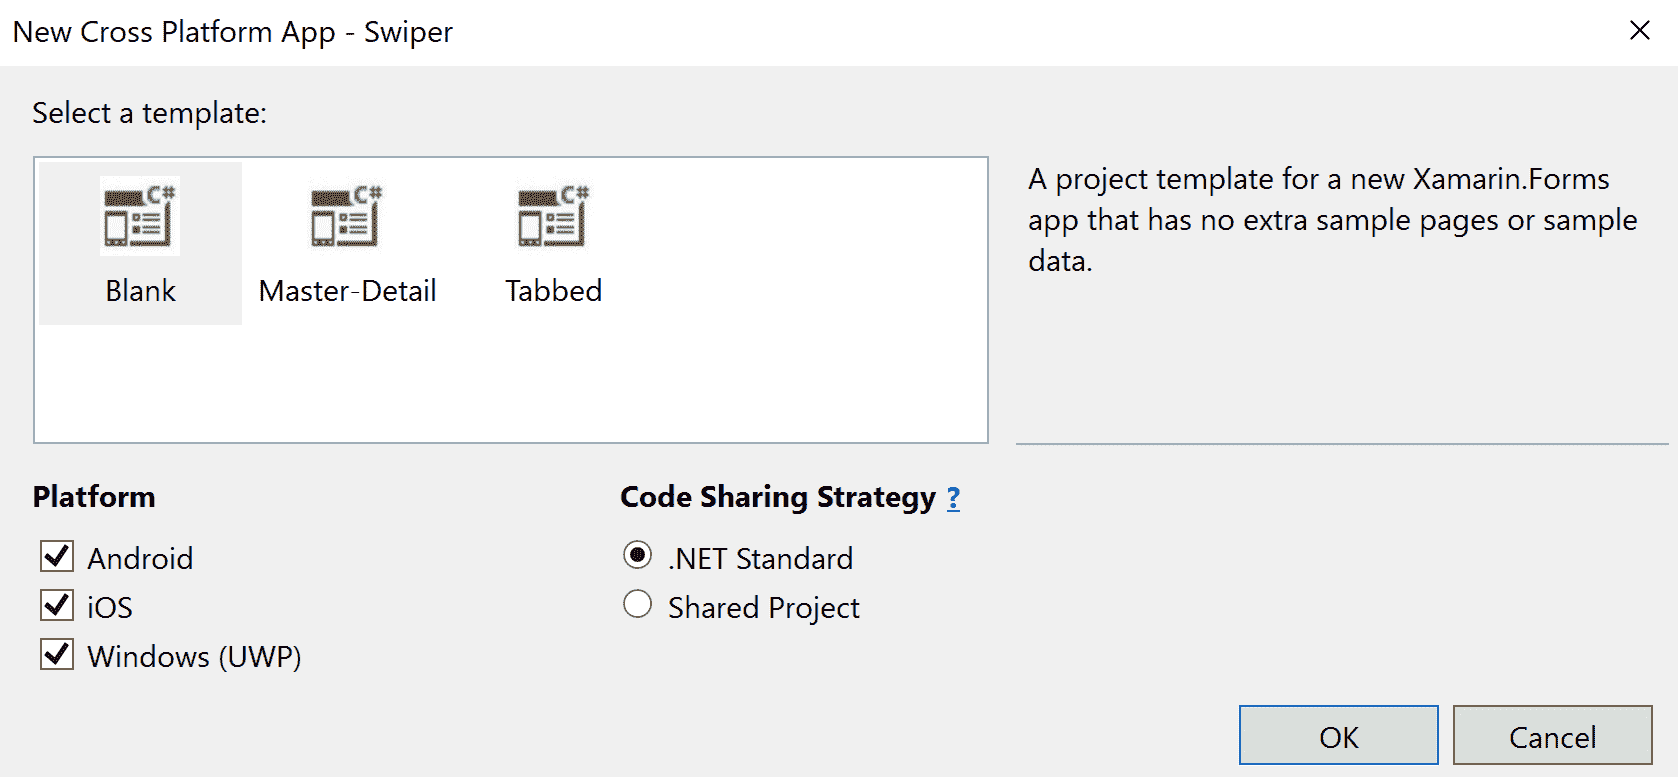 New Cross Platform App - Swiper
Select a template:
C# C# C#
Blank Master-Detail Tabbed
A project template for a new Xamarin.Forms
app that has no extra sample pages or sample
data.
Platform
Android
iOS
Windows (UWP)
Code Sharing Strategy ?
.NET Standard
Shared Project
OK Cancel